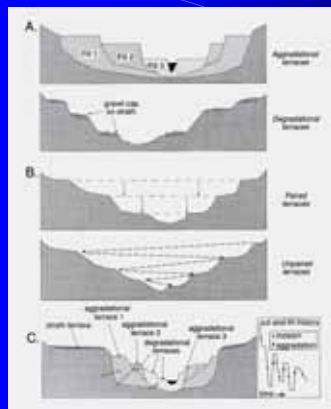 A.
Fill 1
Fill 2
Fill 3
Aggradational
terraces
gravel cap
on strath
Degradational
terraces
B.
Paired
terraces
Unpaired
terraces
C.
strath terrace
aggradational
terrace 1
aggradational
terrace 2
degradational
terraces
aggradational
terrace 3
cut-and-fill history
incision
aggradation
time